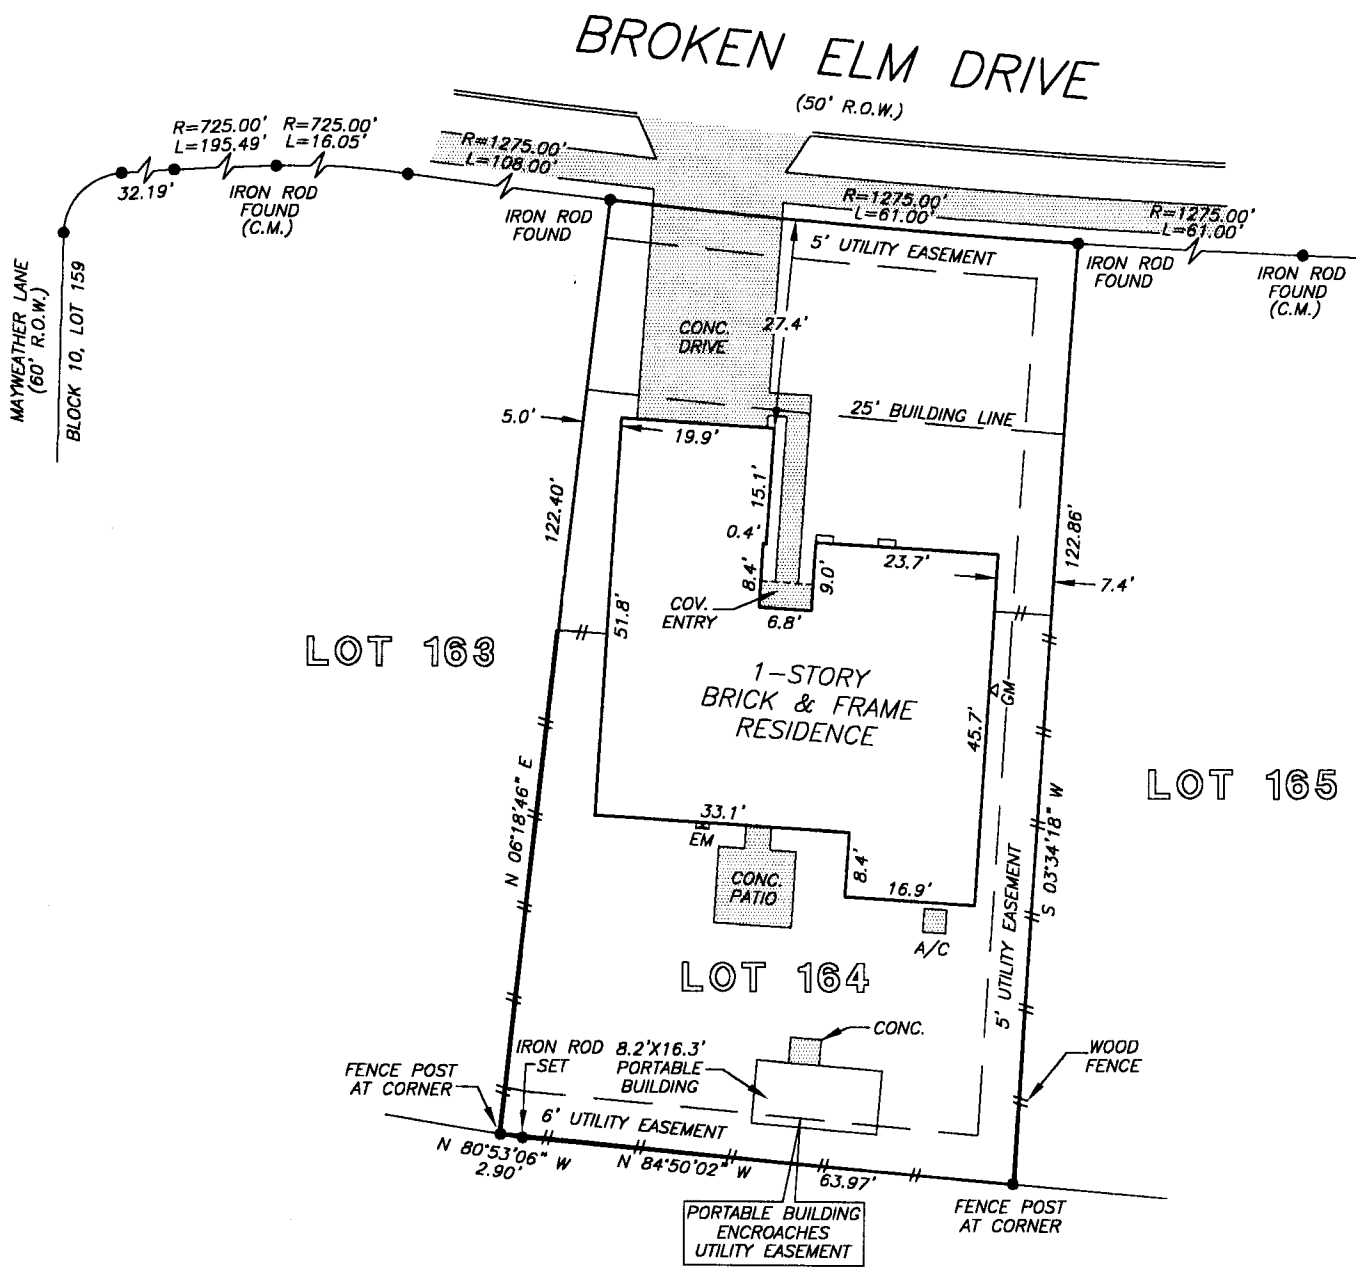 BROKEN ELM DRIVE
(50' R.O.W.)
R=725.00'
L=195.49'
R=725.00'
L=16.05'
R=1275.00'
L=108.00'
32.19'
IRON ROD
FOUND
(C.M.)
IRON ROD
FOUND
R=1275.00'
L=61.00'
R=1275.00'
L=61.00'
5' UTILITY EASEMENT
IRON ROD
FOUND
IRON ROD
FOUND
(C.M.)
MAYWEATHER LANE
(60' R.O.W.)
BLOCK 10, LOT 159
CONC.
DRIVE
27.4'
5.0'
19.9'
25' BUILDING LINE
122.40'
15.1'
0.4'
8.4'
9.0'
23.7'
122.86'
7.4'
COV.
ENTRY
6.8'
51.8'
LOT 163
1-STORY
BRICK & FRAME
RESIDENCE
GM
45.7'
LOT 165
N 06°18'46" E
33.1'
EM
CONC.
PATIO
8.4'
16.9'
A/C
S 03°34'18" W
5' UTILITY EASEMENT
LOT 164
CONC.
IRON ROD
SET
8.2'X16.3'
PORTABLE
BUILDING
WOOD
FENCE
FENCE POST
AT CORNER
6' UTILITY EASEMENT
N 80°53'06" W
2.90'
N 84°50'02" W
63.97'
PORTABLE BUILDING
ENCROACHES
UTILITY EASEMENT
FENCE POST
AT CORNER